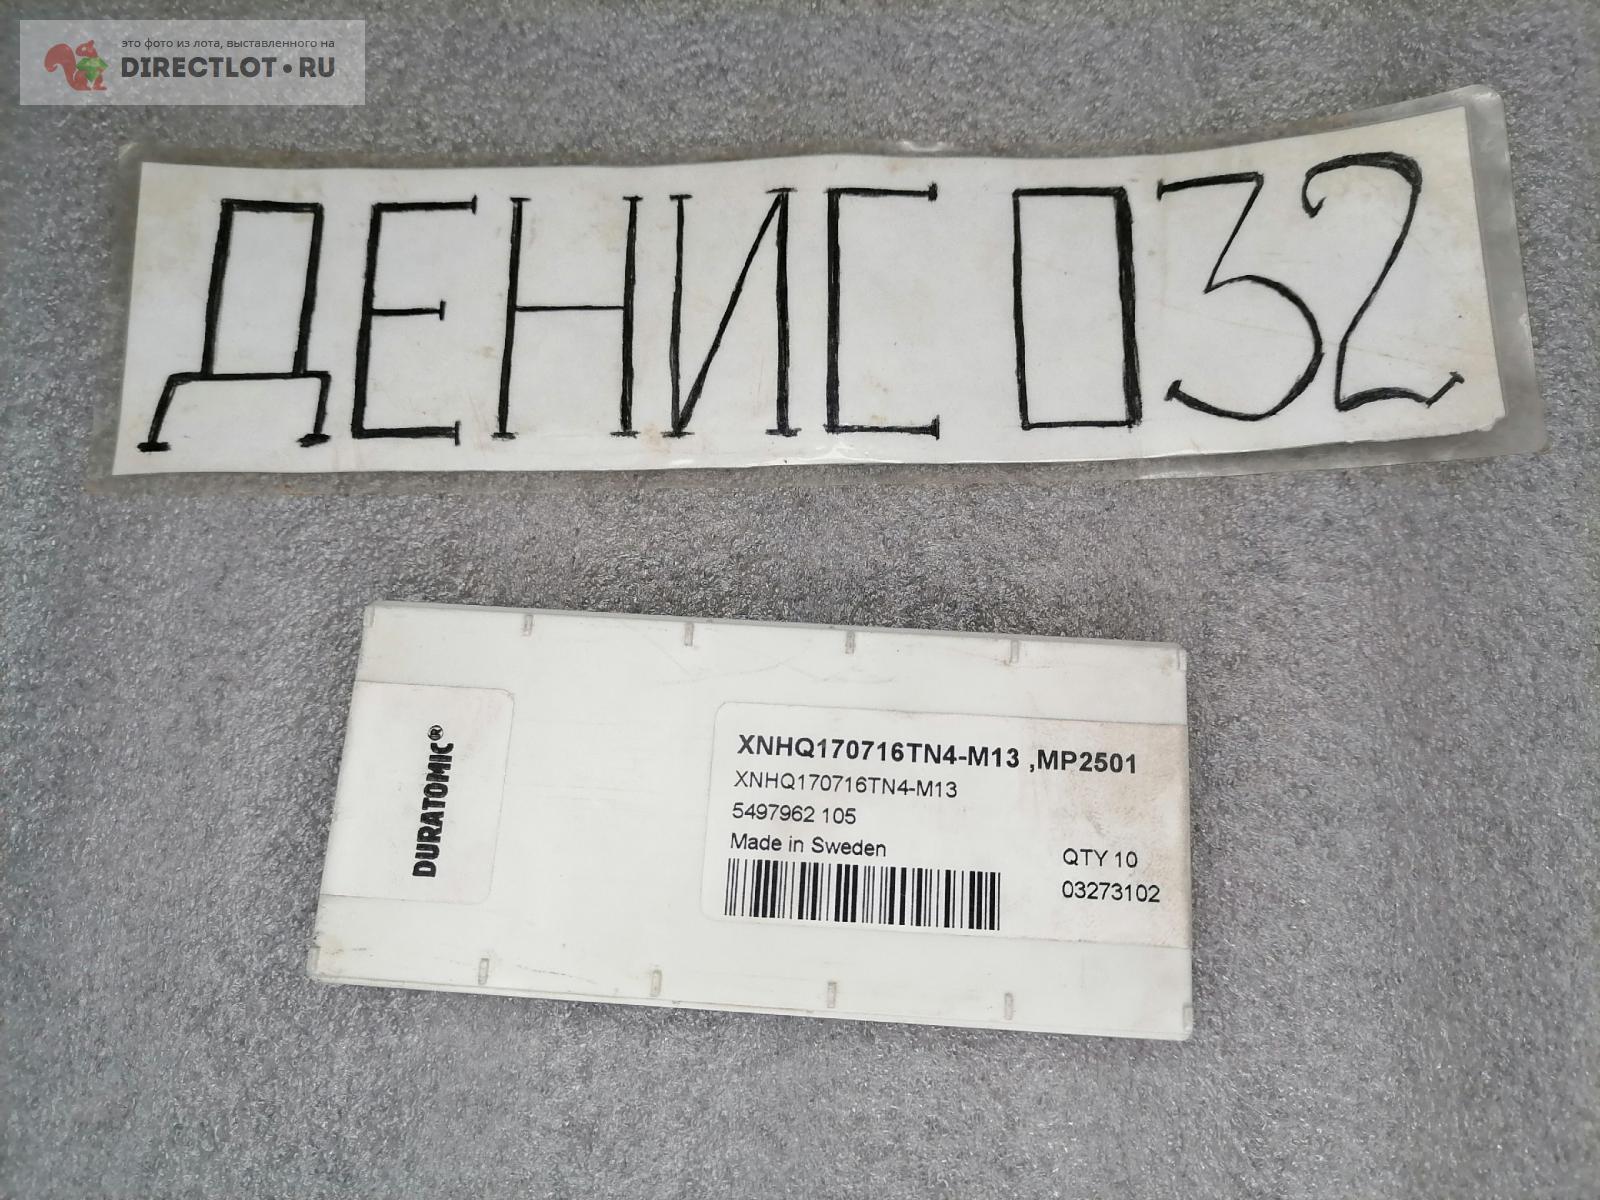 это фото из лота, выставленного на
DIRECTLOT•RU
ДЕНИС 032
DURATOMIC®
XNHQ170716TN4-M13 ,MP2501
XNHQ170716TN4-M13
5497962 105
Made in Sweden
QTY 10
03273102